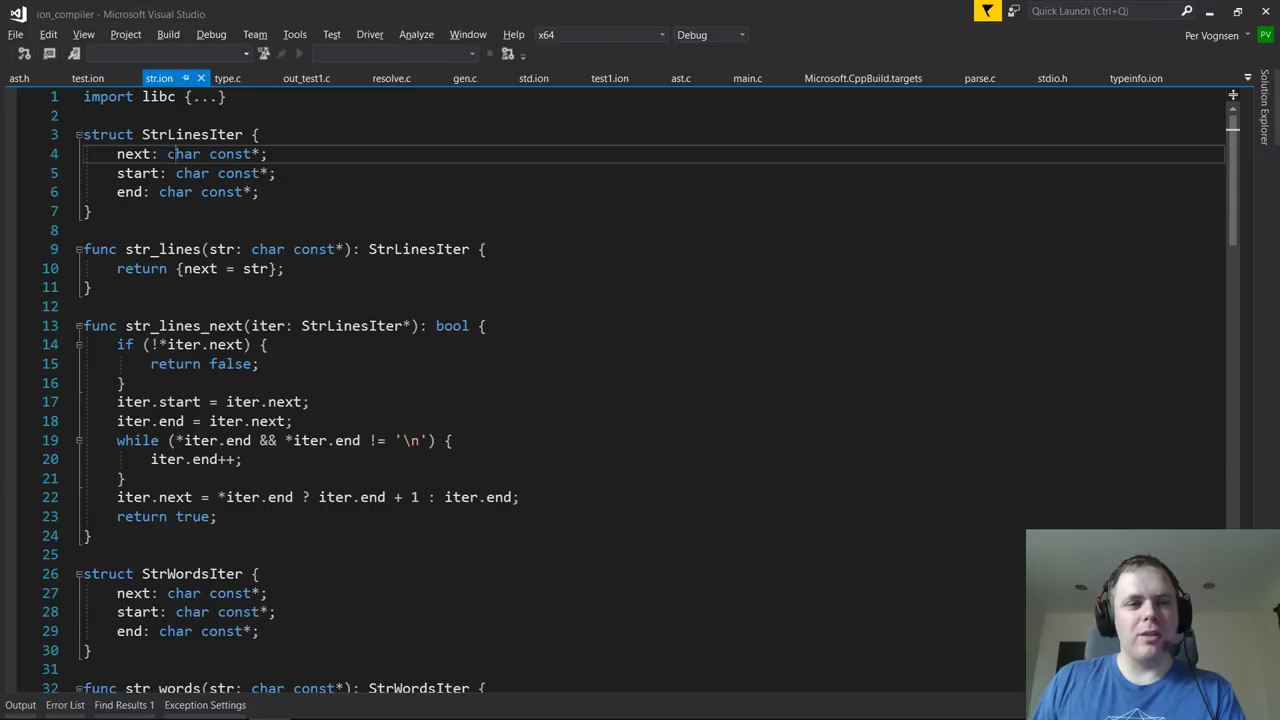 ion_compiler - Microsoft Visual Studio
Quick Launch (Ctrl+Q)
File Edit View Project Build Debug Team Tools Test Driver Analyze Window Help x64 Debug Per Vognsen PV
ast.h test.ion str.ion type.c out_test1.c resolve.c gen.c std.ion test1.ion ast.c main.c Microsoft.CppBuild.targets parse.c stdio.h typeinfo.ion
Solution Explorer
1 import libc {...}
2
3 struct StrLinesIter {
4 next: char const*;
5 start: char const*;
6 end: char const*;
7 }
8
9 func str_lines(str: char const*): StrLinesIter {
10 return {next = str};
11 }
12
13 func str_lines_next(iter: StrLinesIter*): bool {
14 if (!*iter.next) {
15 return false;
16 }
17 iter.start = iter.next;
18 iter.end = iter.next;
19 while (*iter.end && *iter.end != '\n') {
20 iter.end++;
21 }
22 iter.next = *iter.end ? iter.end + 1 : iter.end;
23 return true;
24 }
25
26 struct StrWordsIter {
27 next: char const*;
28 start: char const*;
29 end: char const*;
30 }
31
32 func str_words(str: char const*): StrWordsIter {
Output Error List Find Results 1 Exception Settings